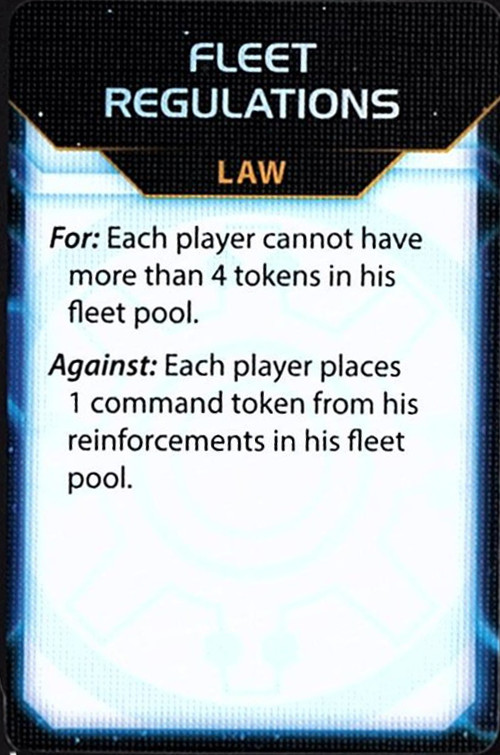 FLEET
REGULATIONS
LAW
For: Each player cannot have
more than 4 tokens in his
fleet pool.
Against: Each player places
1 command token from his
reinforcements in his fleet
pool.